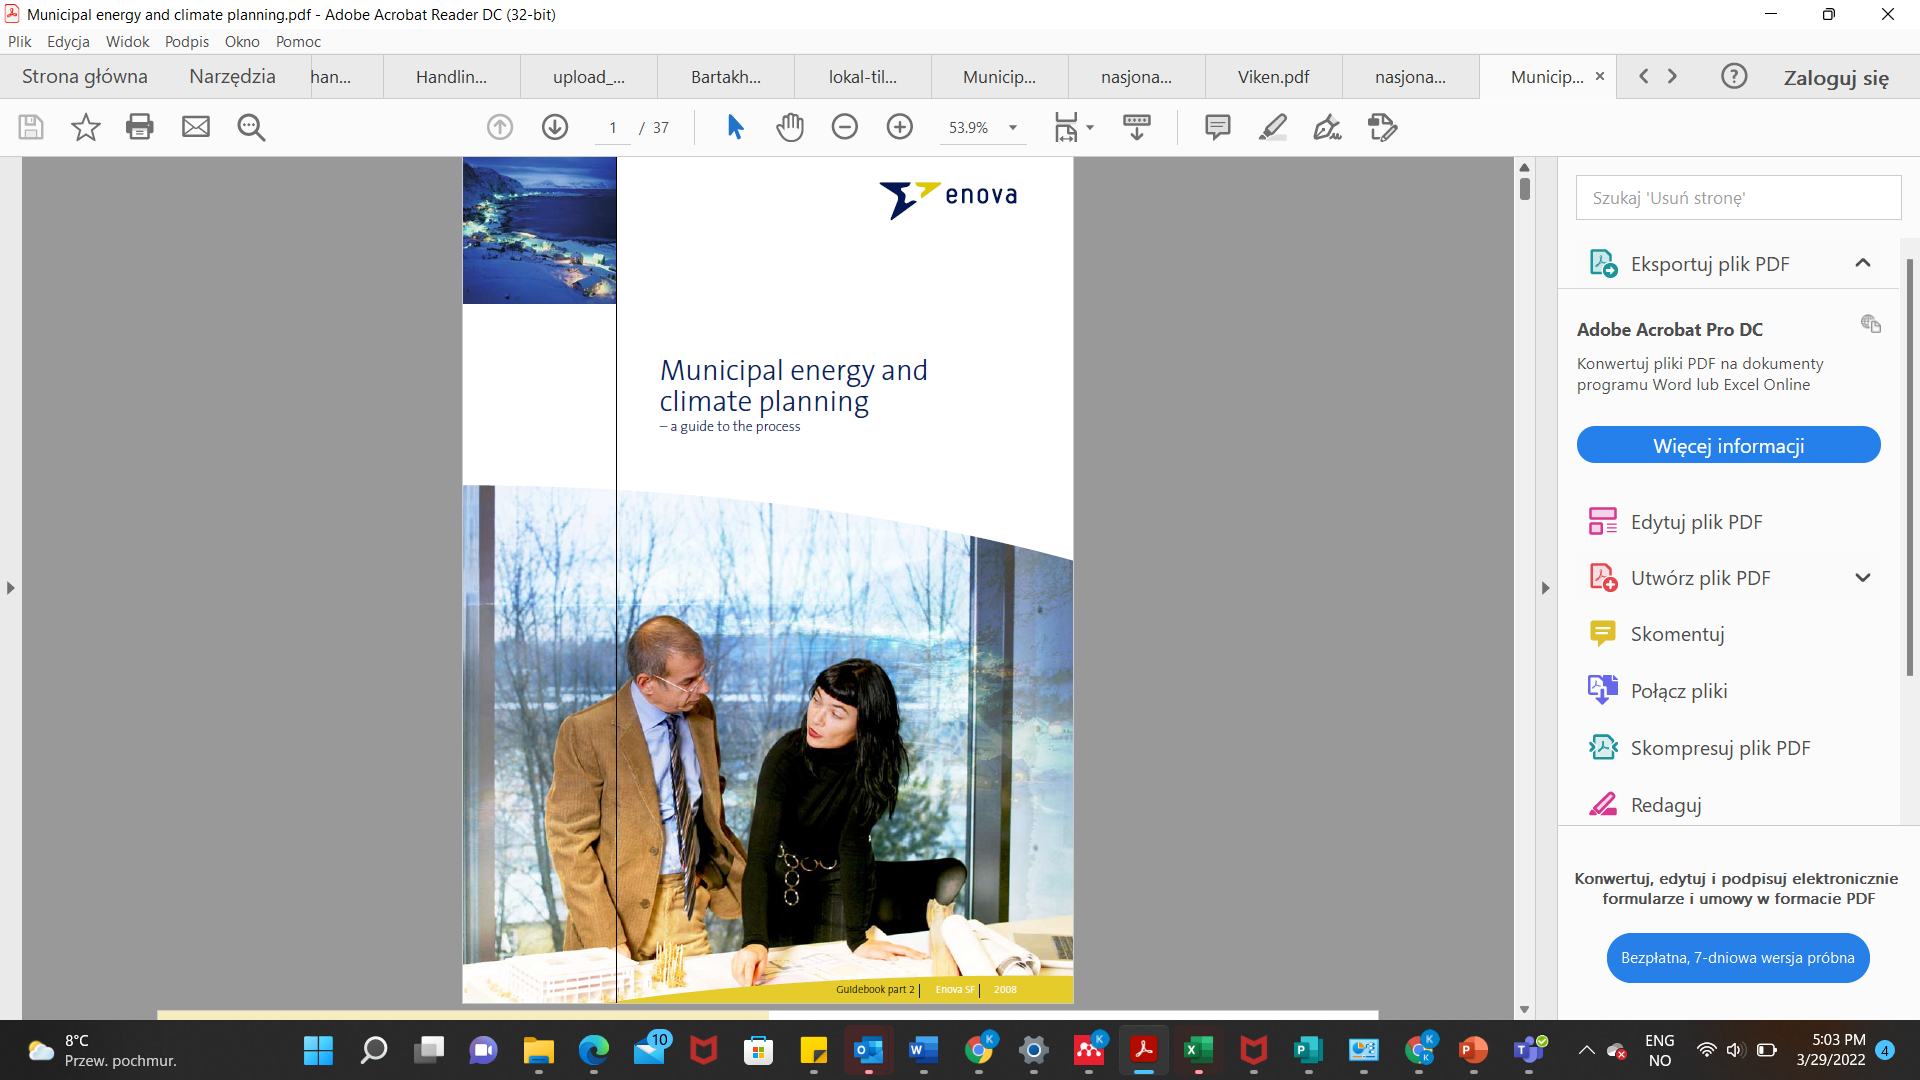 Municipal energy and climate planning.pdf - Adobe Acrobat Reader DC (32-bit)
Plik Edycja Widok Podpis Okno Pomoc
Strona główna Narzędzia han... Handlin... upload_... Bartakh... lokal-til... Municip... nasjona... Viken.pdf nasjona... Municip... Zaloguj się
1 / 37 53.9%
enova
Municipal energy and
climate planning
– a guide to the process
Guidebook part 2 | Enova SF | 2008
Szukaj 'Usuń stronę'
Eksportuj plik PDF
Adobe Acrobat Pro DC
Konwertuj pliki PDF na dokumenty
programu Word lub Excel Online
Więcej informacji
Edytuj plik PDF
Utwórz plik PDF
Skomentuj
Połącz pliki
Skompresuj plik PDF
Redaguj
Konwertuj, edytuj i podpisuj elektronicznie
formularze i umowy w formacie PDF
Bezpłatna, 7-dniowa wersja próbna
8°C
Przew. pochmur.
10
ENG
NO
5:03 PM
3/29/2022
4